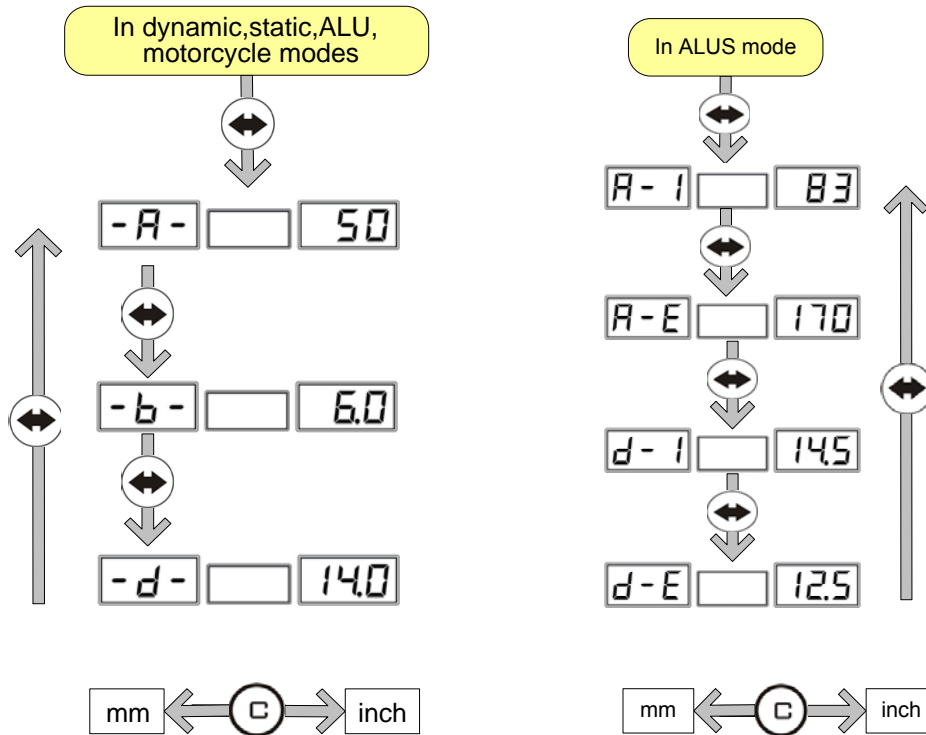 In dynamic,static,ALU,
motorcycle modes
-A- 50
-b- 6.0
-d- 14.0
mm C inch
In ALUS mode
A-1 83
A-E 170
d-1 14.5
d-E 12.5
mm C inch